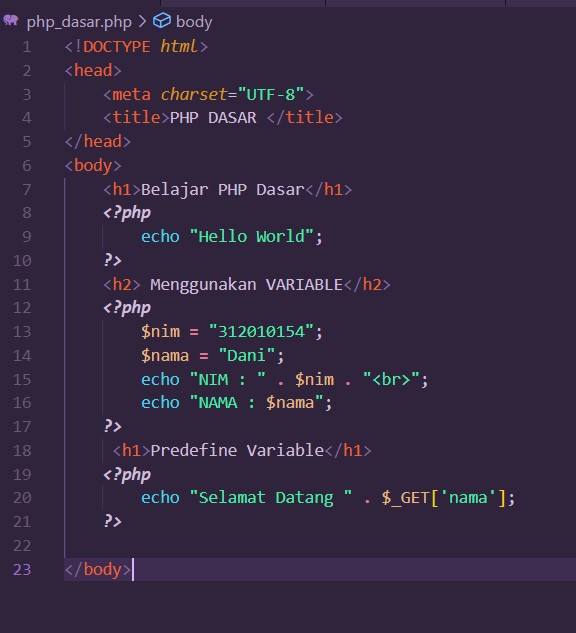 php_dasar.php > body
1 <!DOCTYPE html>
2 <head>
3 <meta charset="UTF-8">
4 <title>PHP DASAR </title>
5 </head>
6 <body>
7 <h1>Belajar PHP Dasar</h1>
8 <?php
9 echo "Hello World";
10 ?>
11 <h2> Menggunakan VARIABLE</h2>
12 <?php
13 $nim = "312010154";
14 $nama = "Dani";
15 echo "NIM : " . $nim . "<br>";
16 echo "NAMA : $nama";
17 ?>
18 <h1>Predefine Variable</h1>
19 <?php
20 echo "Selamat Datang " . $_GET['nama'];
21 ?>
22
23 </body>